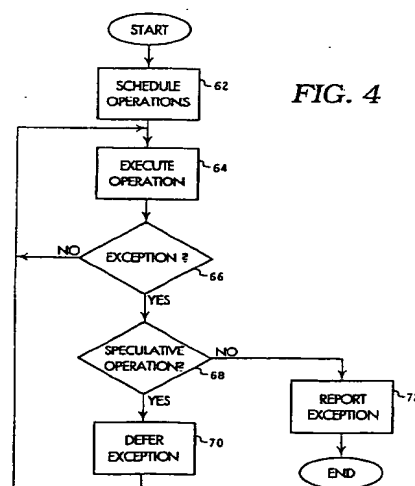 START
SCHEDULE
OPERATIONS
62
FIG. 4
EXECUTE
OPERATION
64
EXCEPTION ?
NO
66
YES
SPECULATIVE
OPERATION?
NO
68
YES
REPORT
EXCEPTION
DEFER
EXCEPTION
70
END